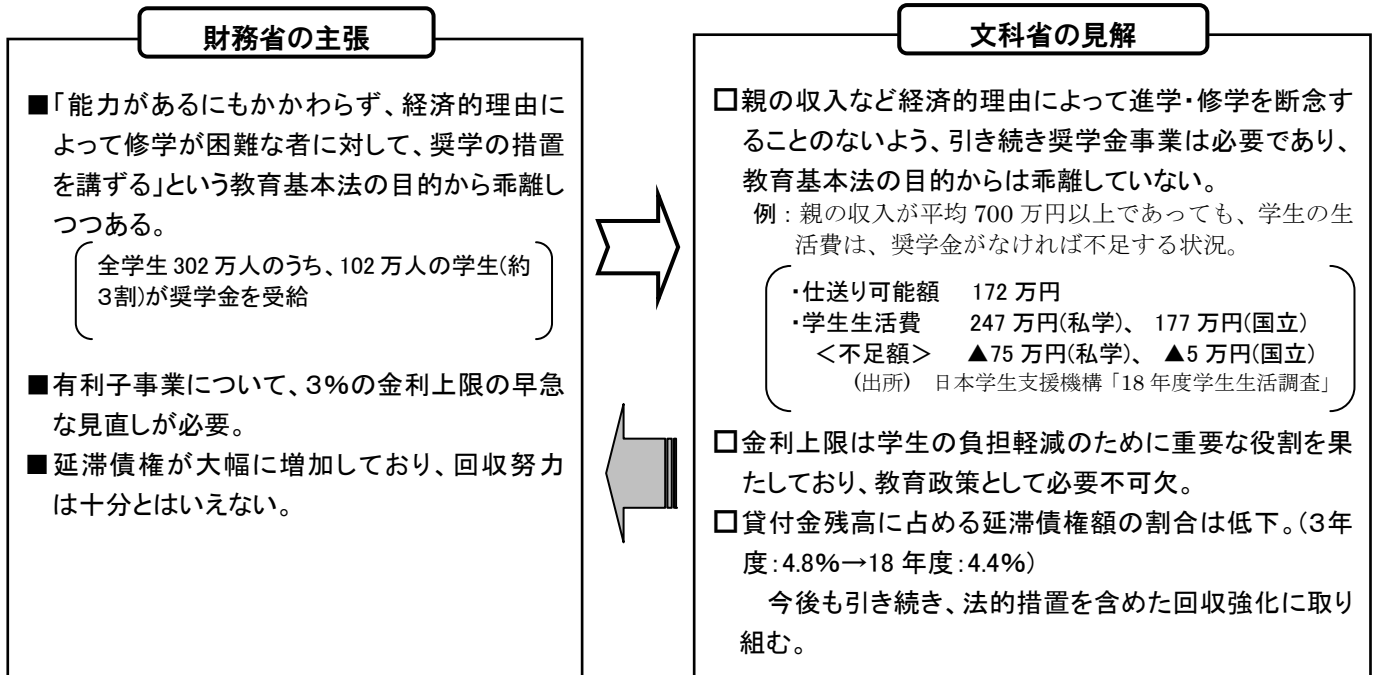 財務省の主張
■「能力があるにもかかわらず、経済的理由に
よって修学が困難な者に対して、奨学の措置
を講ずる」という教育基本法の目的から乖離し
つつある。
全学生 302 万人のうち、102 万人の学生(約
3割)が奨学金を受給
■有利子事業について、3%の金利上限の早急
な見直しが必要。
■延滞債権が大幅に増加しており、回収努力
は十分とはいえない。
文科省の見解
□親の収入など経済的理由によって進学・修学を断念す
ることのないよう、引き続き奨学金事業は必要であり、
教育基本法の目的からは乖離していない。
例：親の収入が平均 700 万円以上であっても、学生の生
活費は、奨学金がなければ不足する状況。
・仕送り可能額 172 万円
・学生生活費 247 万円(私学)、 177 万円(国立)
＜不足額＞ ▲75 万円(私学)、 ▲5 万円(国立)
(出所) 日本学生支援機構「18 年度学生生活調査」
□金利上限は学生の負担軽減のために重要な役割を果
たしており、教育政策として必要不可欠。
□貸付金残高に占める延滞債権額の割合は低下。(3年
度：4.8%→18 年度：4.4%)
今後も引き続き、法的措置を含めた回収強化に取り
組む。